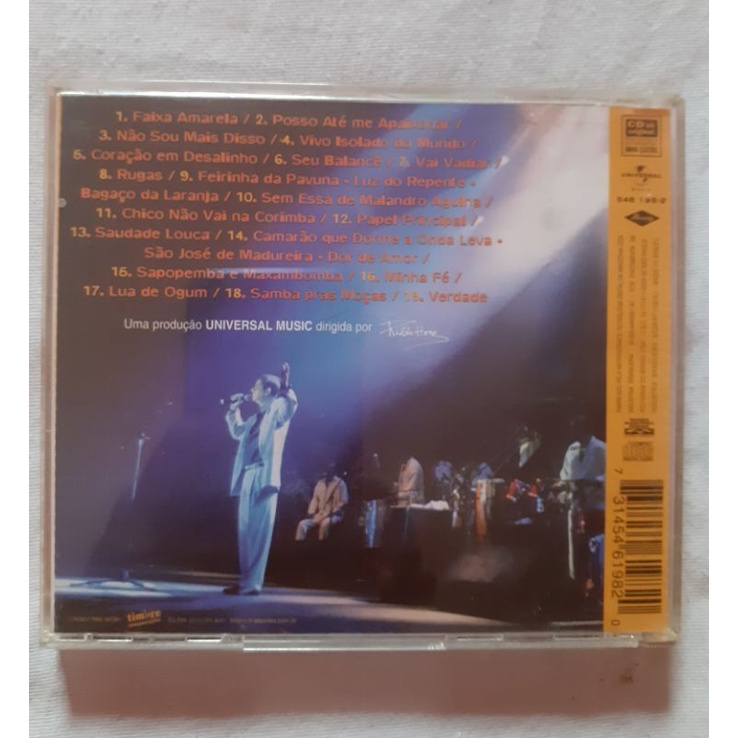 1. Faixa Amarela / 2. Posso Até me Apaixonar /
3. Não Sou Mais Disso / 4. Vivo Isolado do Mundo /
5. Coração em Desalinho / 6. Seu Balancê / 7. Vai Vadiar /
8. Rugas / 9. Feirinha da Pavuna - Luz do Repente -
Bagaço da Laranja / 10. Sem Essa de Malandro Agulha /
11. Chico Não Vai na Corimba / 12. Papel Principal /
13. Saudade Louca / 14. Camarão que Dorme a Onda Leva -
São José de Madureira - Dor de Amor /
15. Sapopemba e Maxambomba / 16. Minha Fé /
17. Lua de Ogum / 18. Samba pras Moças / 19. Verdade
Uma produção UNIVERSAL MUSIC dirigida por
timbre
CD
UNIVERSAL
546 198-2
7 31454 61982 0